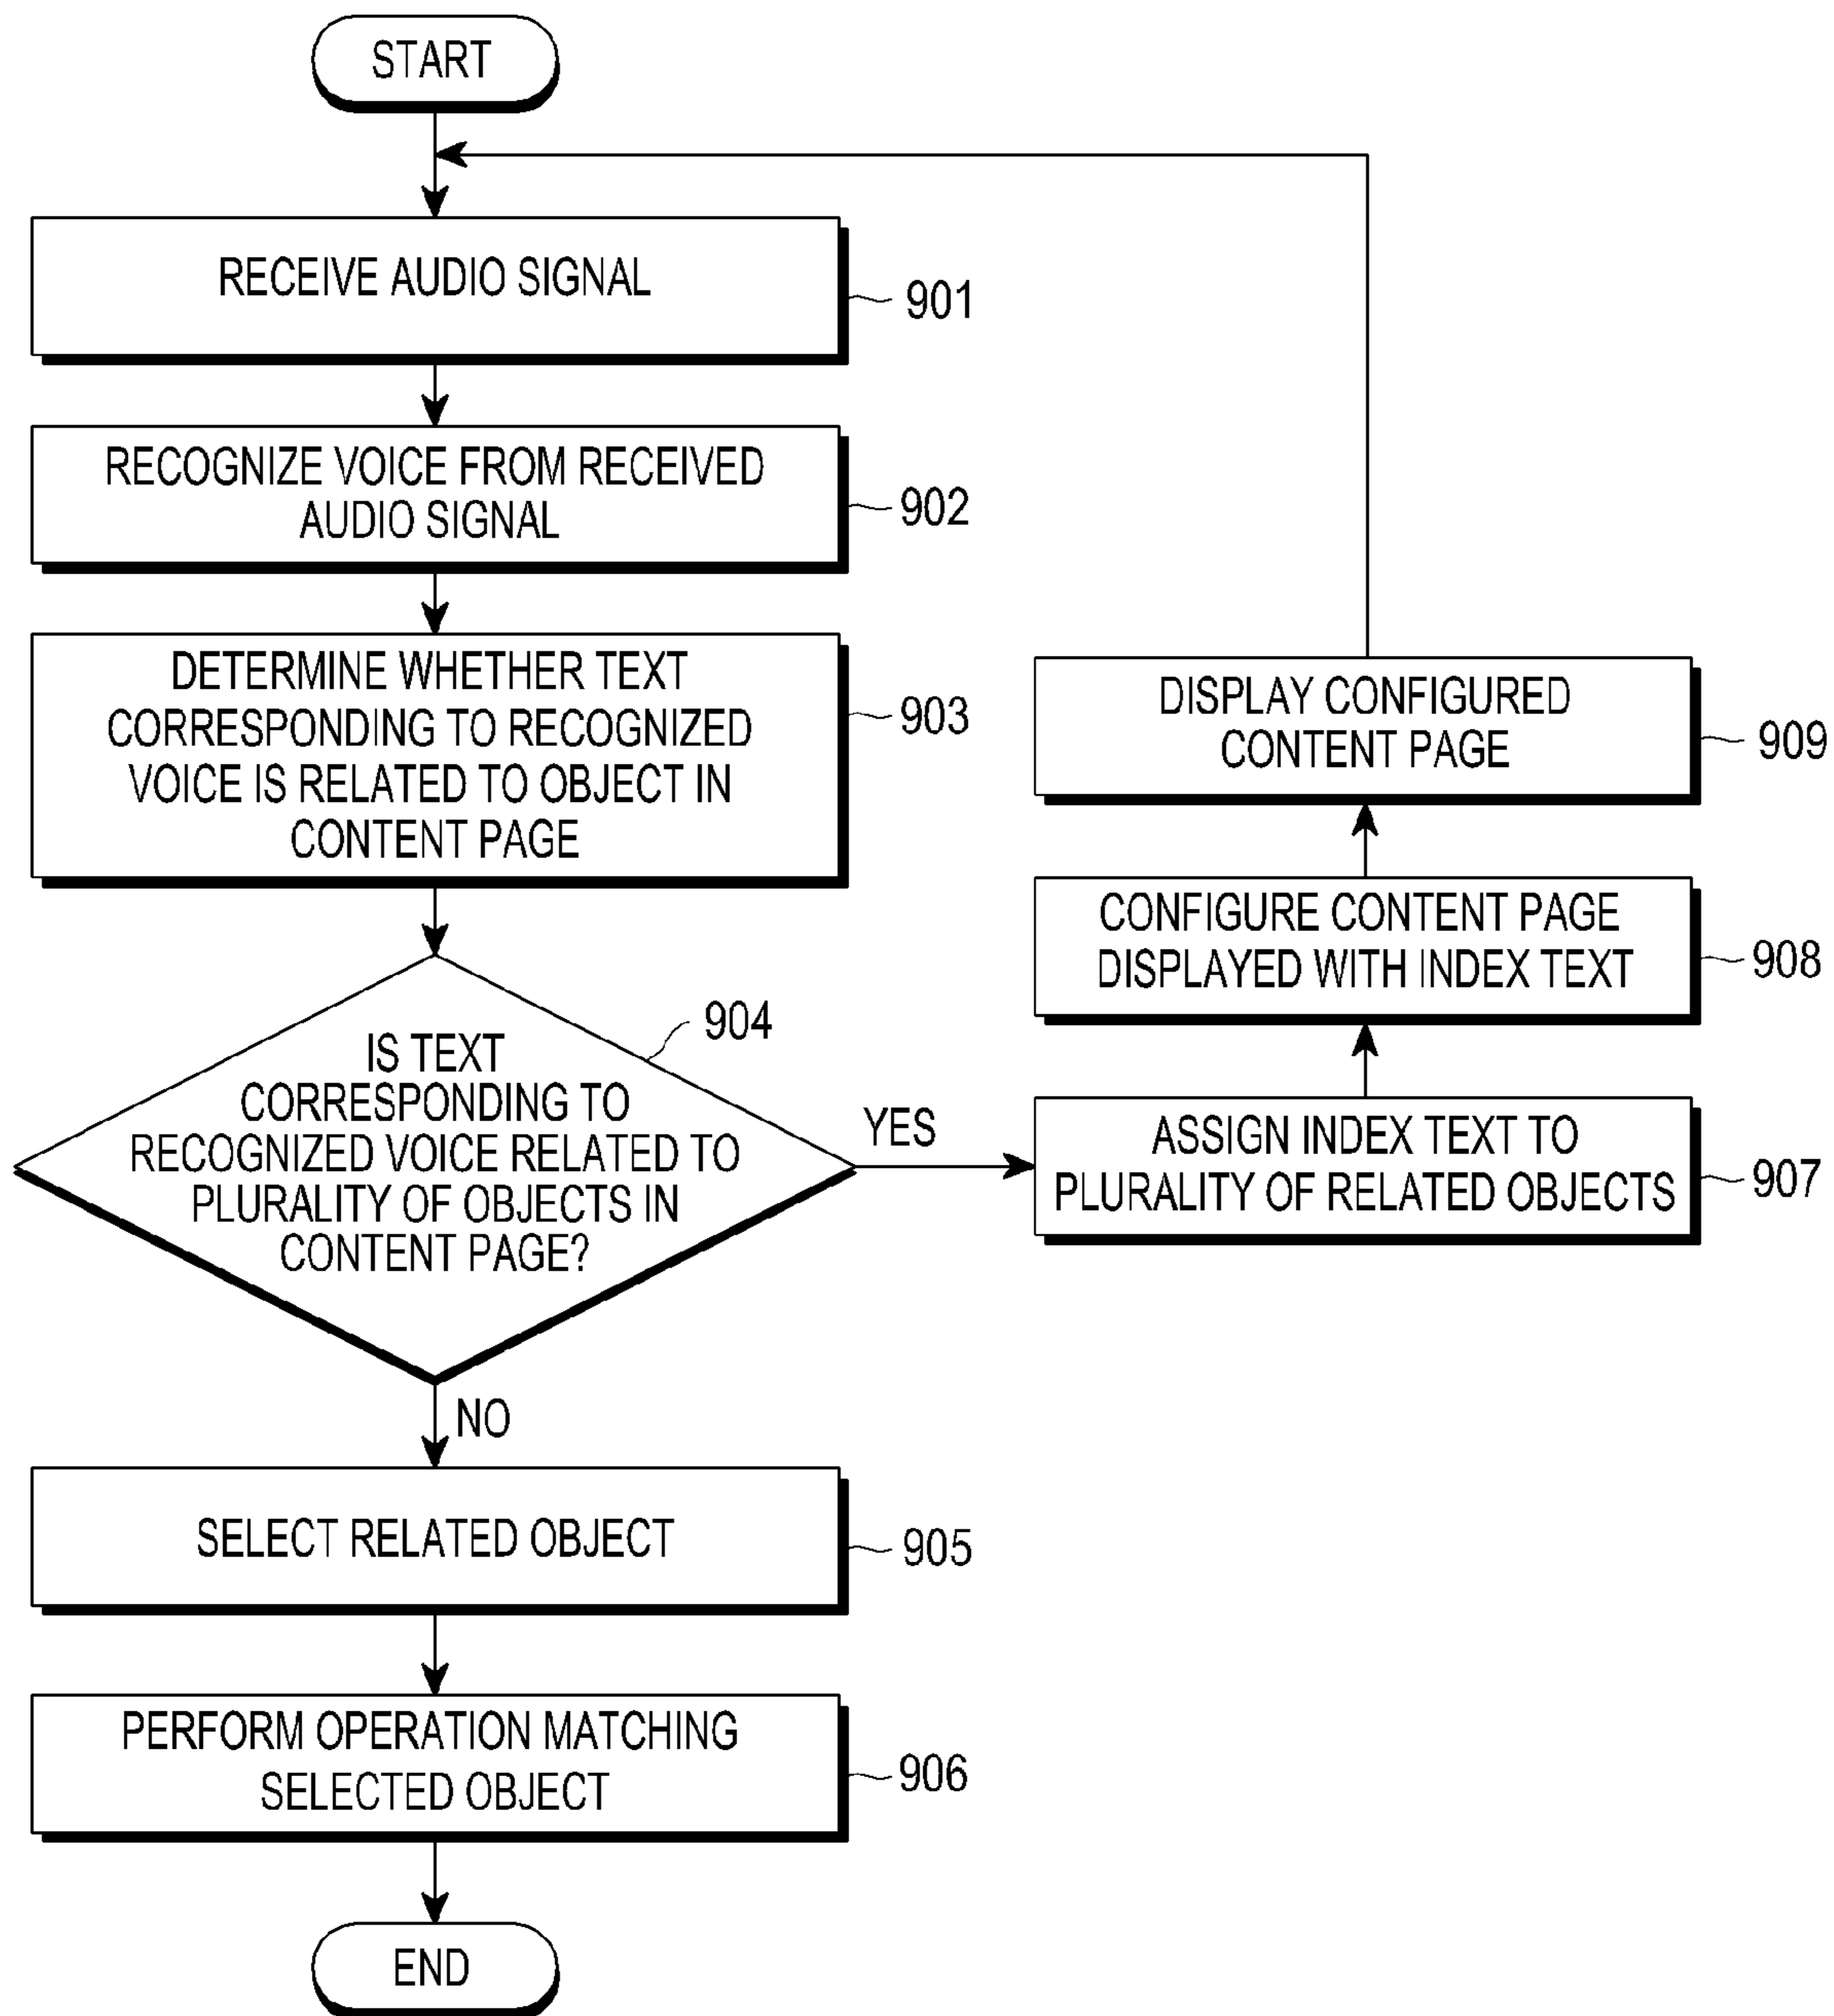 START
RECEIVE AUDIO SIGNAL
901
RECOGNIZE VOICE FROM RECEIVED
AUDIO SIGNAL
902
DETERMINE WHETHER TEXT
CORRESPONDING TO RECOGNIZED
VOICE IS RELATED TO OBJECT IN
CONTENT PAGE
903
IS TEXT
CORRESPONDING TO
RECOGNIZED VOICE RELATED TO
PLURALITY OF OBJECTS IN
CONTENT PAGE?
904
NO
SELECT RELATED OBJECT
905
PERFORM OPERATION MATCHING
SELECTED OBJECT
906
END
YES
ASSIGN INDEX TEXT TO
PLURALITY OF RELATED OBJECTS
907
CONFIGURE CONTENT PAGE
DISPLAYED WITH INDEX TEXT
908
DISPLAY CONFIGURED
CONTENT PAGE
909